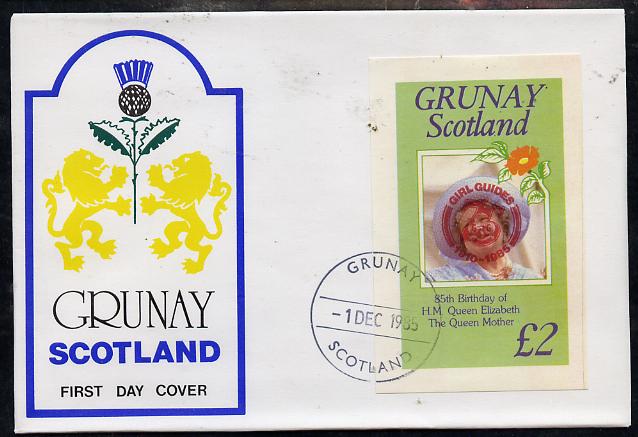 GRUNAY
SCOTLAND
FIRST DAY COVER
GRUNAY
Scotland
GIRL GUIDES
1910-1985
85th Birthday of
H.M. Queen Elizabeth
The Queen Mother
£2
GRUNAY
-1 DEC 1985
SCOTLAND